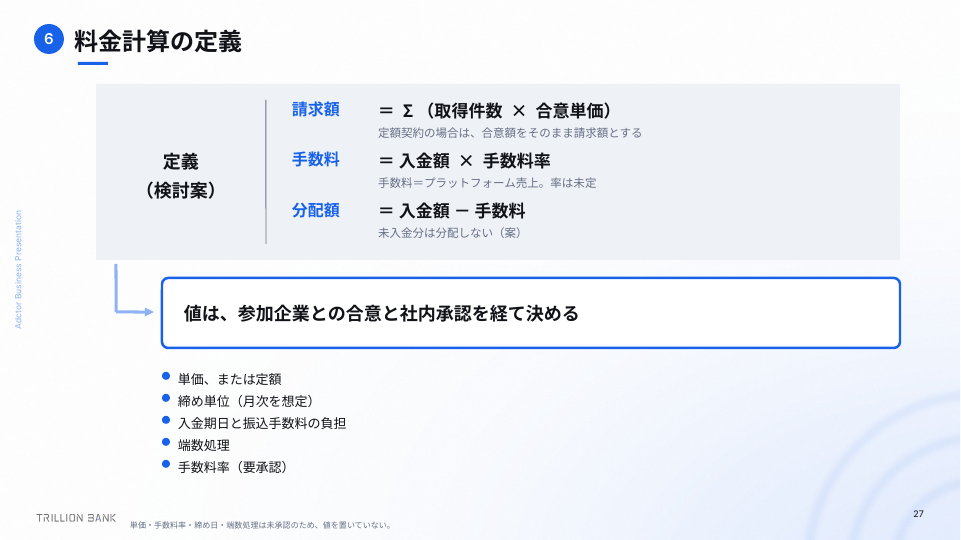 6 料金計算の定義
定義
（検討案）
請求額 ＝ Σ （取得件数 × 合意単価）
定額契約の場合は、合意額をそのまま請求額とする
手数料 ＝ 入金額 × 手数料率
手数料＝プラットフォーム売上。率は未定
分配額 ＝ 入金額 − 手数料
未入金分は分配しない（案）
Adctor Business Presentation
値は、参加企業との合意と社内承認を経て決める
単価、または定額
締め単位（月次を想定）
入金期日と振込手数料の負担
端数処理
手数料率（要承認）
TRILLION BANK
単価・手数料率・締め日・端数処理は未承認のため、値を置いていない。
27